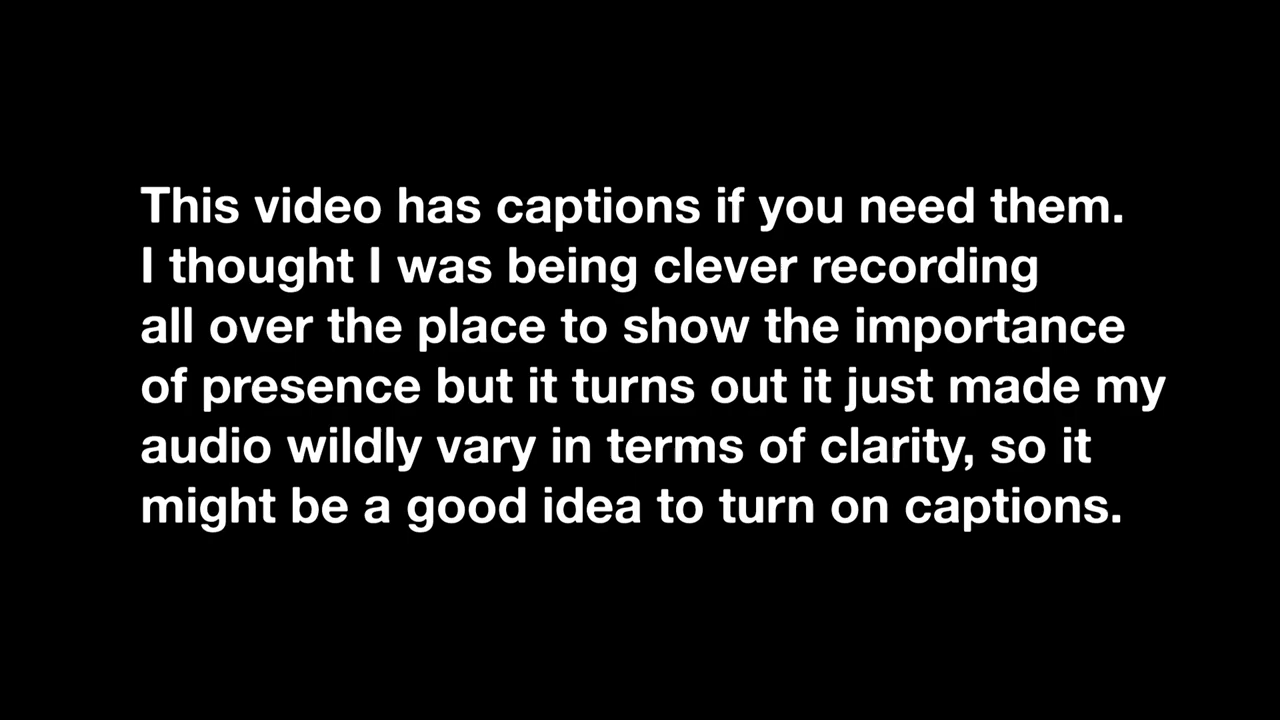 This video has captions if you need them.
I thought I was being clever recording
all over the place to show the importance
of presence but it turns out it just made my
audio wildly vary in terms of clarity, so it
might be a good idea to turn on captions.